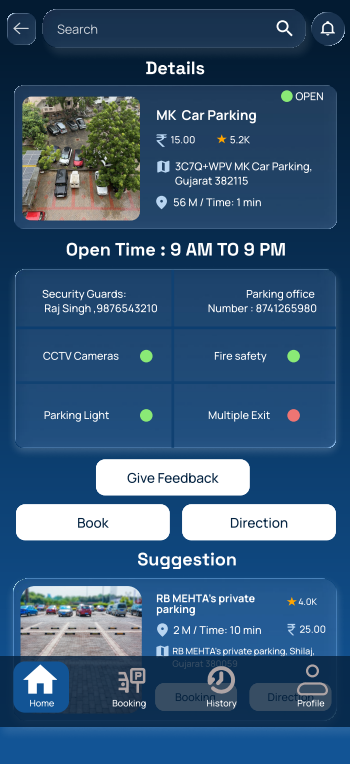 Search
Details
OPEN
MK Car Parking
₹ 15.00 ★ 5.2K
3C7Q+WPV MK Car Parking,
Gujarat 382115
56 M / Time: 1 min
Open Time : 9 AM TO 9 PM
Security Guards:
Raj Singh ,9876543210
Parking office
Number : 8741265980
CCTV Cameras
Fire safety
Parking Light
Multiple Exit
Give Feedback
Book
Direction
Suggestion
RB MEHTA's private
parking
★ 4.0K
2 M / Time: 10 min
₹ 25.00
RB MEHTA's private parking, Shilaj,
Gujarat 380059
Booking
Direction
Home
Booking
History
Profile